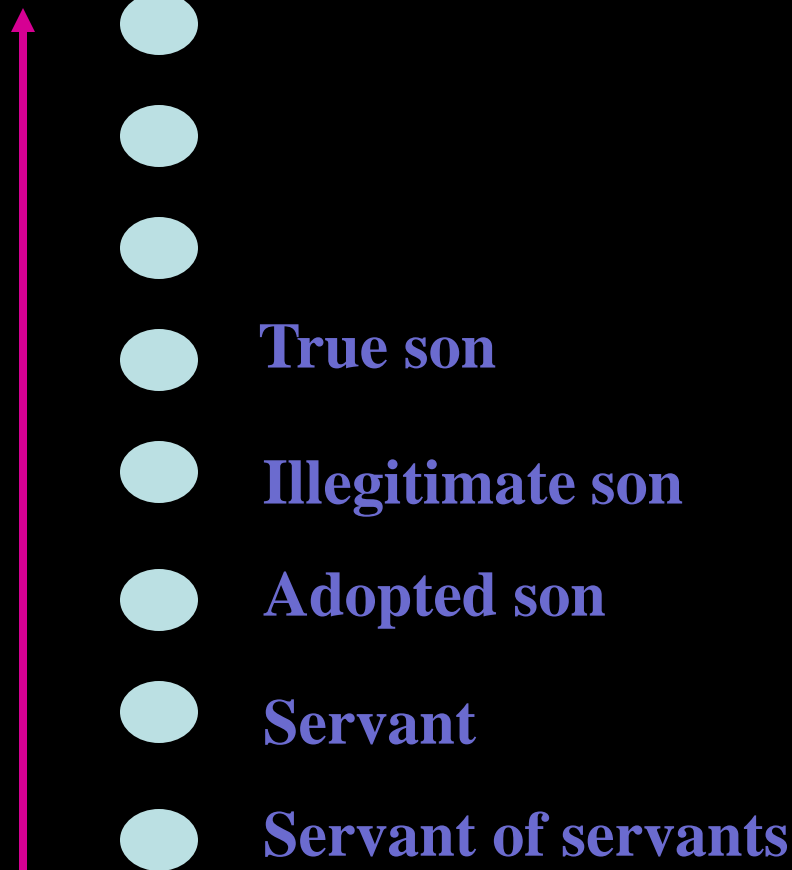 True son
Illegitimate son
Adopted son
Servant
Servant of servants